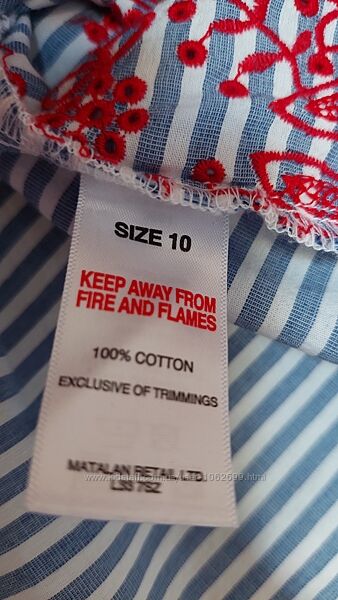 SIZE 10
KEEP AWAY FROM
FIRE AND FLAMES
100% COTTON
EXCLUSIVE OF TRIMMINGS
MATALAN RETAIL LTD.